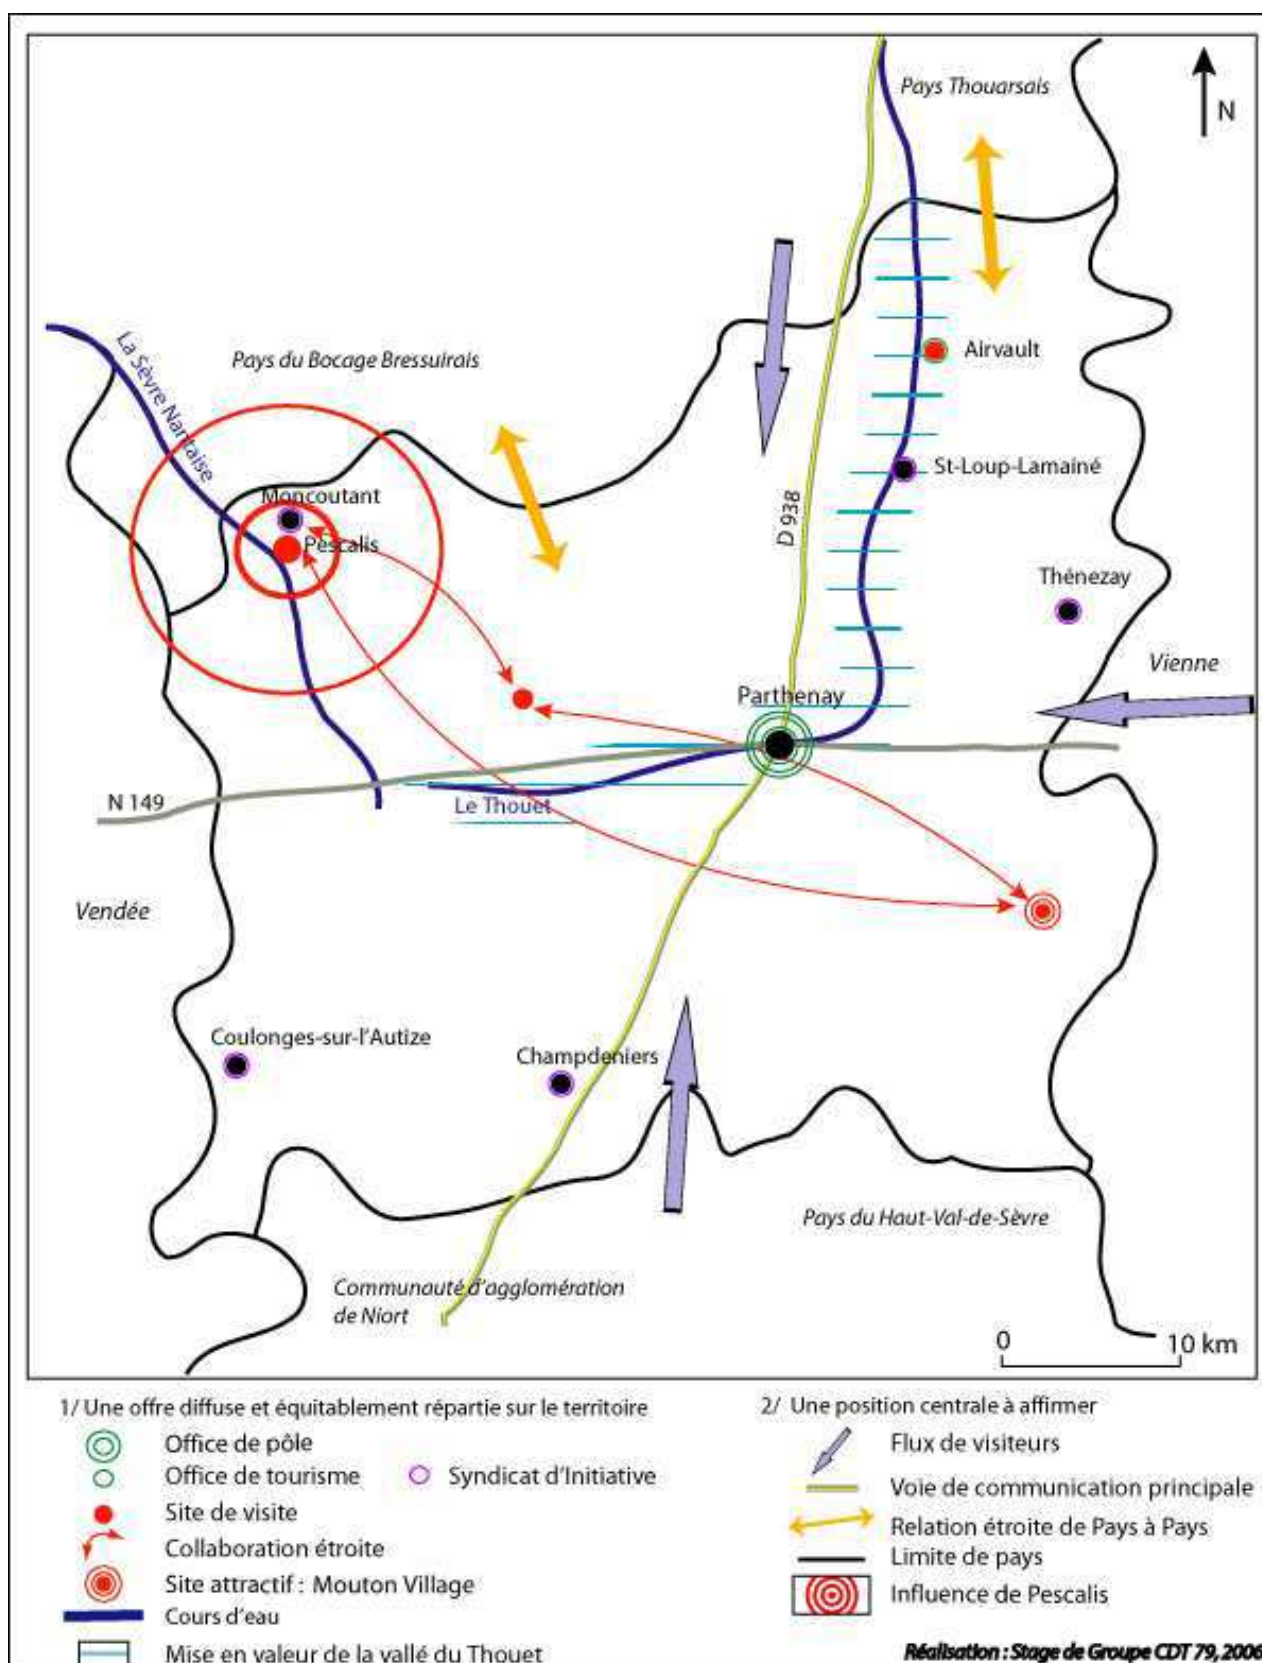 Pays Thouarsais
N
La Sèvre Nantaise
Pays du Bocage Bressuirais
Airvault
St-Loup-Lamainé
Moncoutant
Pescalis
D 938
Thénezay
Vienne
Parthenay
N 149
Le Thouet
Vendée
Coulonges-sur-l'Autize
Champdeniers
Pays du Haut-Val-de-Sèvre
Communauté d'agglomération
de Niort
0 10 km
1/ Une offre diffuse et équitablement répartie sur le territoire
Office de pôle
Office de tourisme
Syndicat d'Initiative
Site de visite
Collaboration étroite
Site attractif : Mouton Village
Cours d'eau
Mise en valeur de la vallé du Thouet
2/ Une position centrale à affirmer
Flux de visiteurs
Voie de communication principale
Relation étroite de Pays à Pays
Limite de pays
Influence de Pescalis
Réalisation : Stage de Groupe CDT 79, 2006